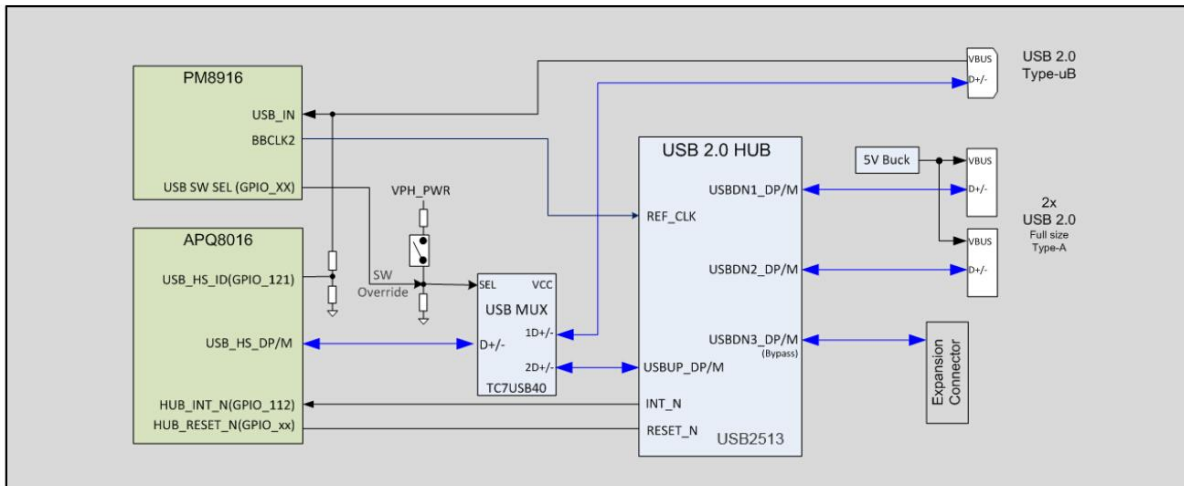 PM8916
USB_IN
BBCLK2
USB SW SEL (GPIO_XX)
APQ8016
USB_HS_ID(GPIO_121)
USB_HS_DP/M
HUB_INT_N(GPIO_112)
HUB_RESET_N(GPIO_xx)
VPH_PWR
SW
Override
SEL
VCC
USB MUX
1D+/-
D+/-
2D+/-
TC7USB40
USB 2.0 HUB
USBDN1_DP/M
REF_CLK
USBDN2_DP/M
USBDN3_DP/M
(Bypass)
USBUP_DP/M
INT_N
RESET_N
USB2513
5V Buck
VBUS
D+/-
USB 2.0
Type-uB
VBUS
D+/-
VBUS
D+/-
2x
USB 2.0
Full size
Type-A
Expansion
Connector